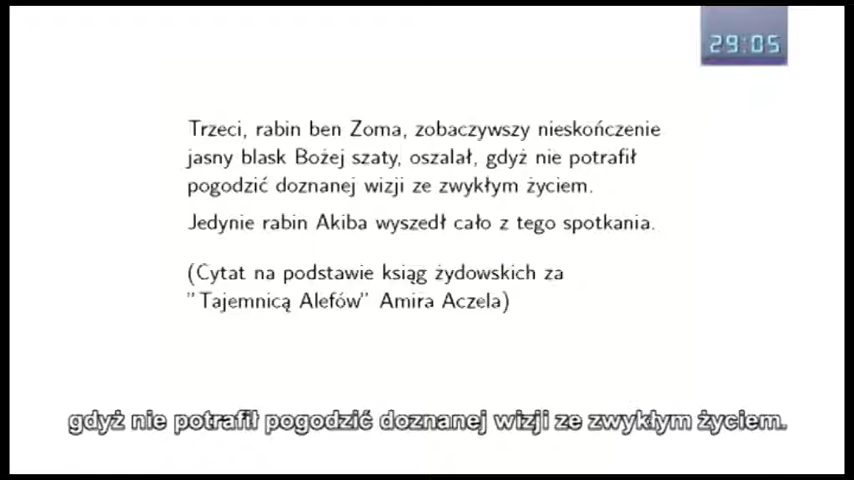 29:05
Trzeci, rabin ben Zoma, zobaczywszy nieskończenie
jasny blask Bożej szaty, oszalał, gdyż nie potrafił
pogodzić doznanej wizji ze zwykłym życiem.
Jedynie rabin Akiba wyszedł cało z tego spotkania.
(Cytat na podstawie ksiąg żydowskich za
"Tajemnicą Alefów" Amira Aczela)
gdyż nie potrafił pogodzić doznanej wizji ze zwykłym życiem.